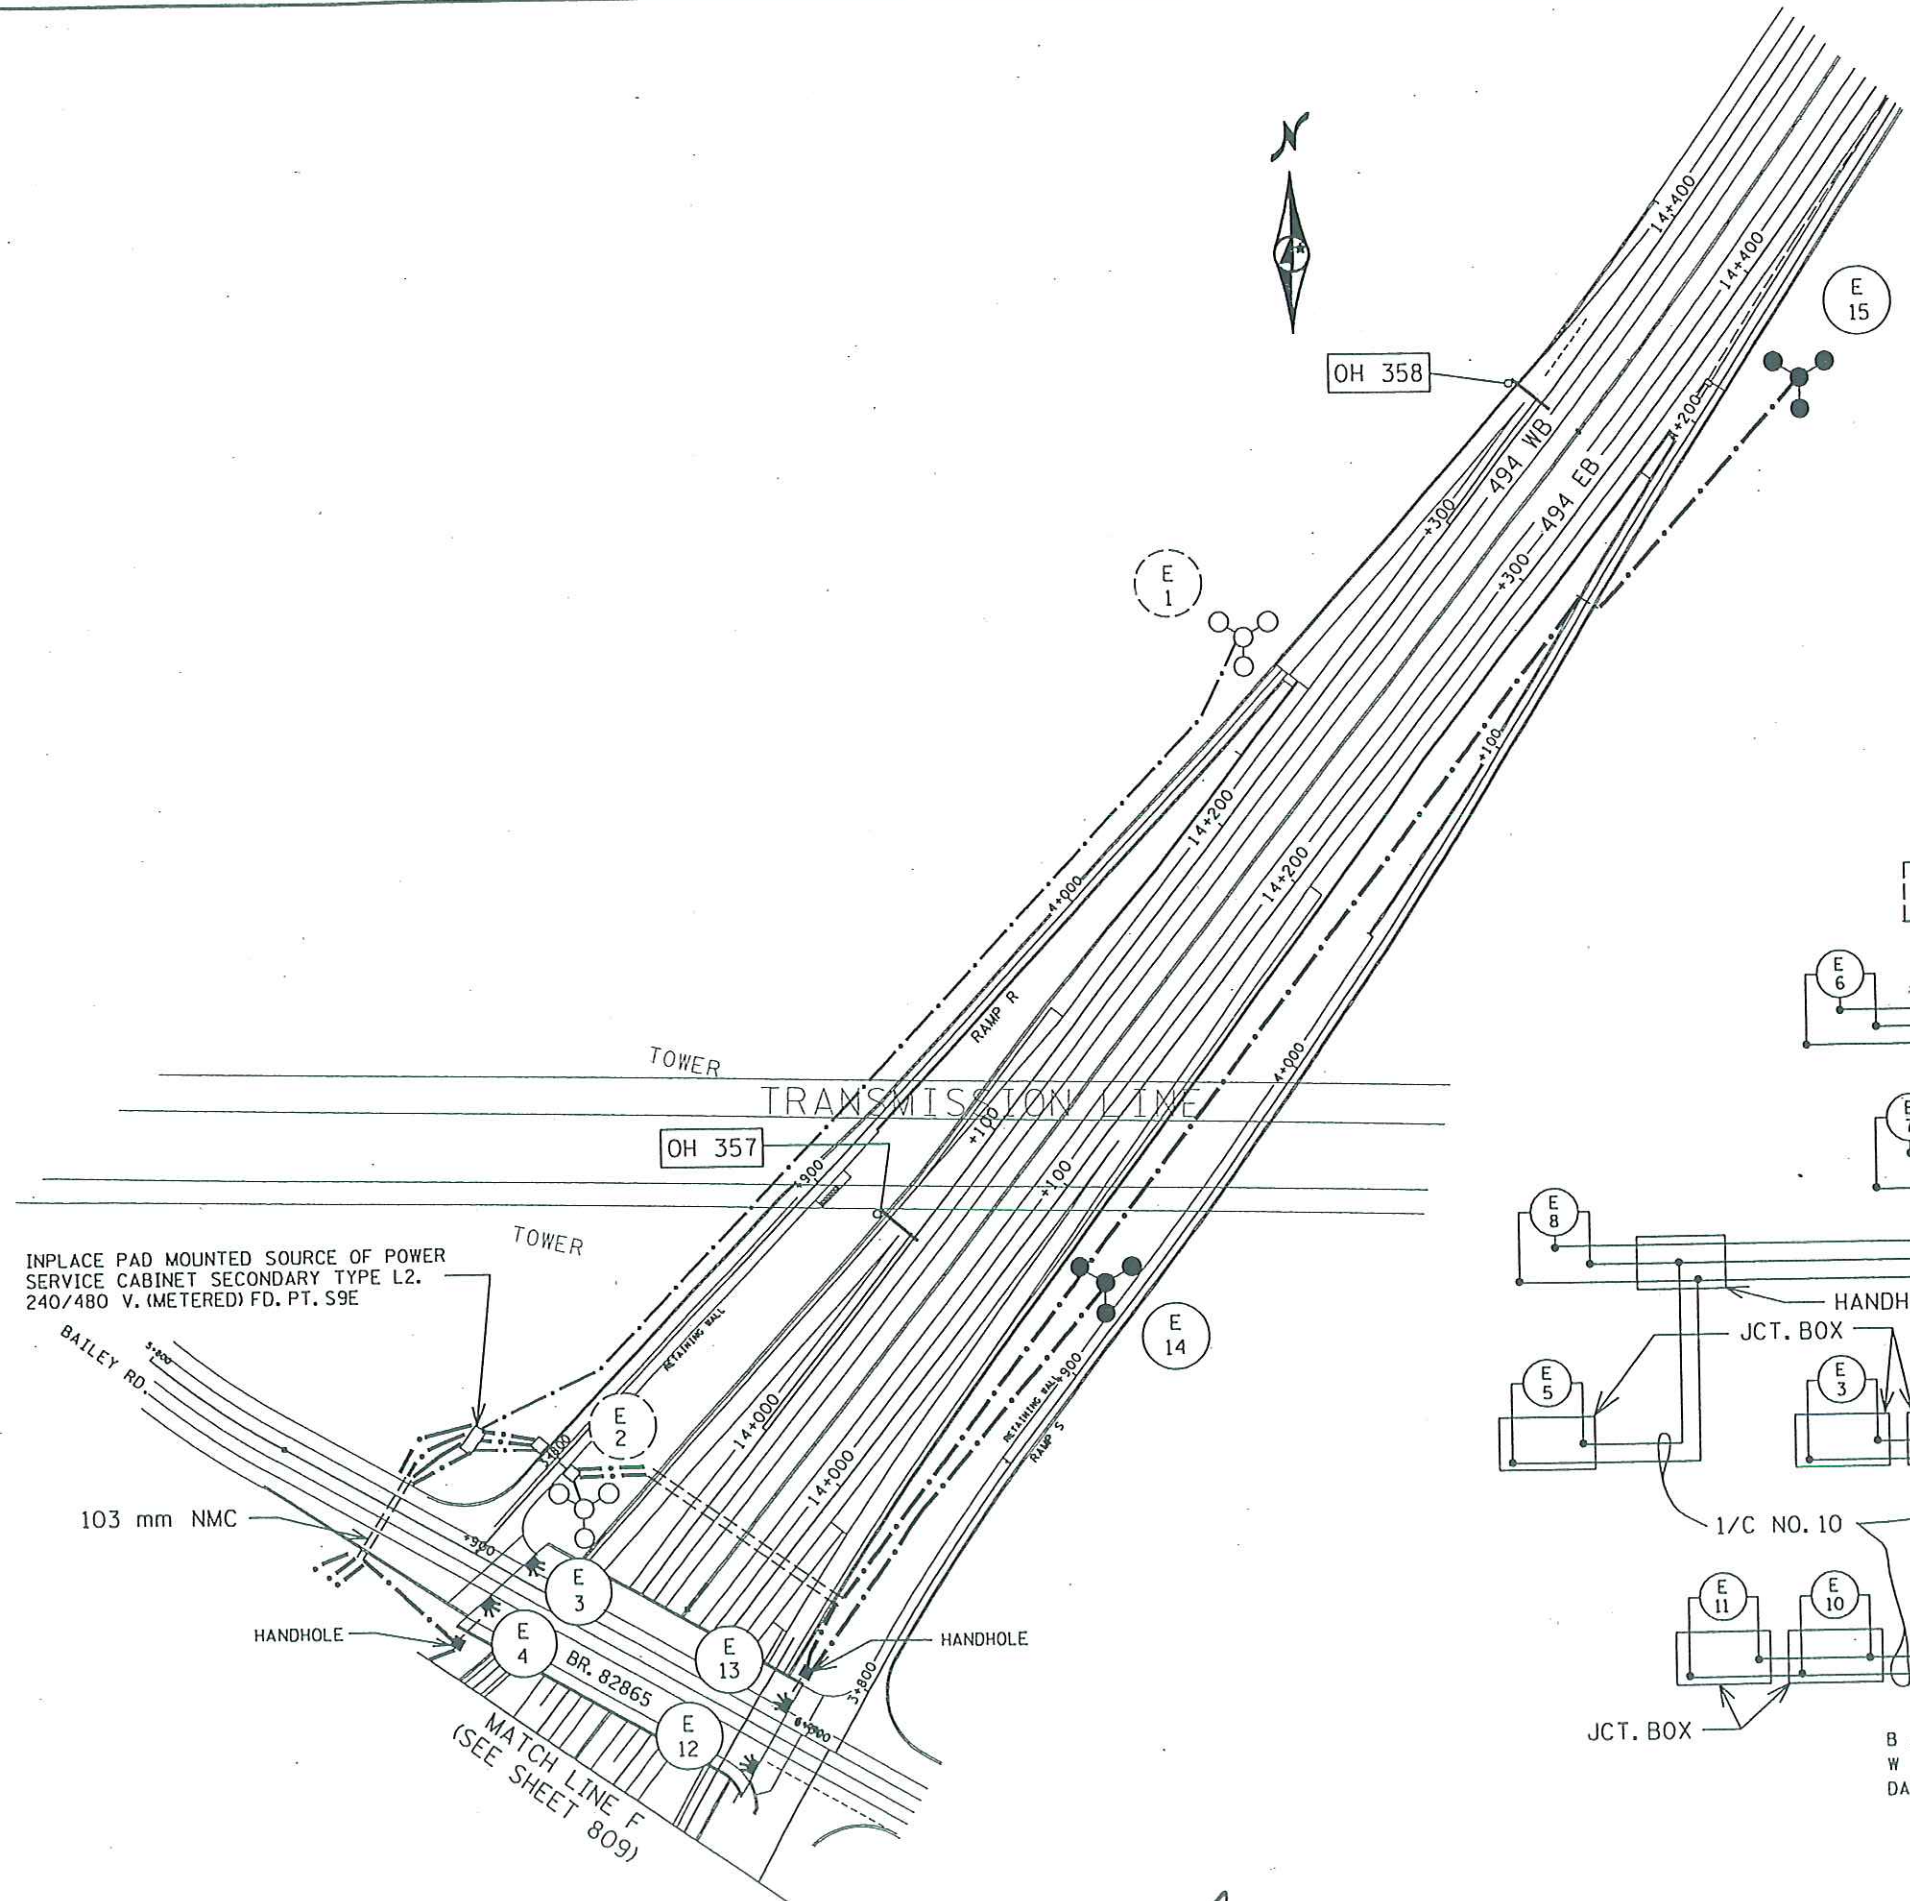 N
14+400
14+400
E
15
OH 358
4+200
494 WB
494 EB
+300
+300
E
1
+100
14+200
14+200
4+000
RAMP R
4+000
TOWER
TRANSMISSION LINE
+100
+100
OH 357
+900
TOWER
INPLACE PAD MOUNTED SOURCE OF POWER
SERVICE CABINET SECONDARY TYPE L2.
240/480 V. (METERED) FD. PT. S9E
BAILEY RD.
RETAINING WALL
E
14
RETAINING WALL
+900
RAMP S
E
2
14+000
14+000
103 mm NMC
+900
E
3
HANDHOLE
E
4
BR. 82865
E
13
HANDHOLE
3+800
E
12
MATCH LINE F
(SEE SHEET 809)
E
6
E
8
HANDH
JCT. BOX
E
5
E
3
1/C NO. 10
E
11
E
10
JCT. BOX
B
W
DA